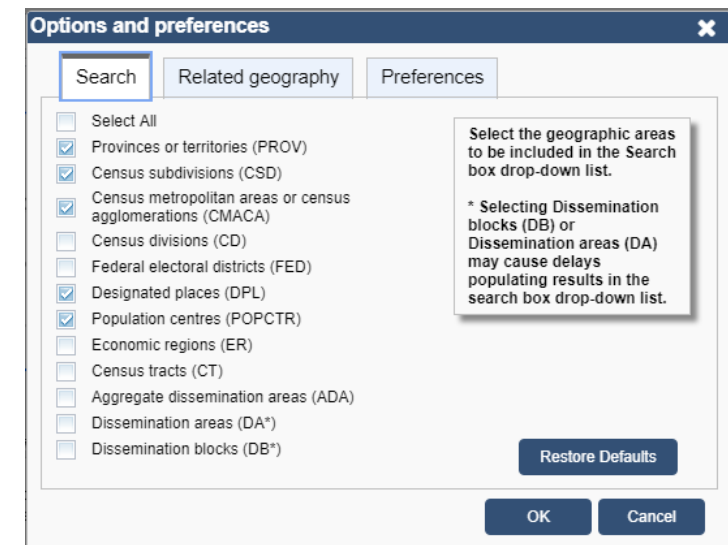 Options and preferences
Search
Related geography
Preferences
Select All
Provinces or territories (PROV)
Census subdivisions (CSD)
Census metropolitan areas or census
agglomerations (CMACA)
Census divisions (CD)
Federal electoral districts (FED)
Designated places (DPL)
Population centres (POPCTR)
Economic regions (ER)
Census tracts (CT)
Aggregate dissemination areas (ADA)
Dissemination areas (DA*)
Dissemination blocks (DB*)
Select the geographic areas
to be included in the Search
box drop-down list.
* Selecting Dissemination
blocks (DB) or
Dissemination areas (DA)
may cause delays
populating results in the
search box drop-down list.
Restore Defaults
OK
Cancel